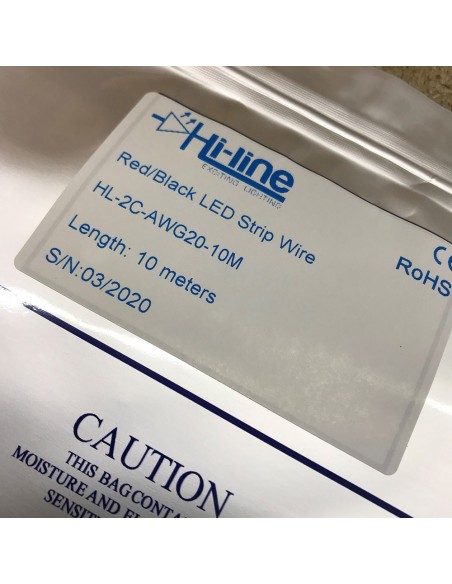 Hi-line
EXCITING LIGHTING
Red/Black LED Strip Wire
HL-2C-AWG20-10M
Length: 10 meters
S/N:03/2020
CE
RoHS
CAUTION
THIS BAG CONTA
MOISTURE AND E
SENSIT